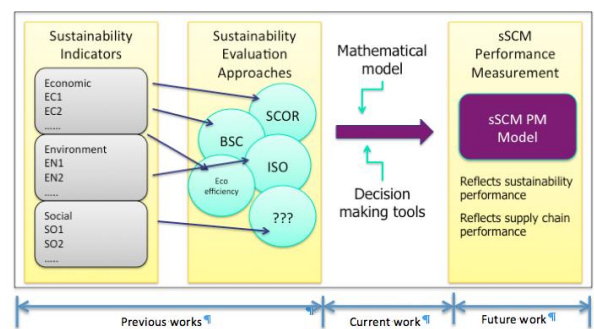 Sustainability
Indicators
Economic
EC1
EC2
......
Environment
EN1
EN2
.....
Social
SO1
SO2
......
Sustainability
Evaluation
Approaches
SCOR
BSC
ISO
Eco
efficiency
???
Mathematical
model
Decision
making tools
sSCM
Performance
Measurement
sSCM PM
Model
Reflects sustainability
performance
Reflects supply chain
performance
¶
Previous works¶
Current work¶
Future work¶